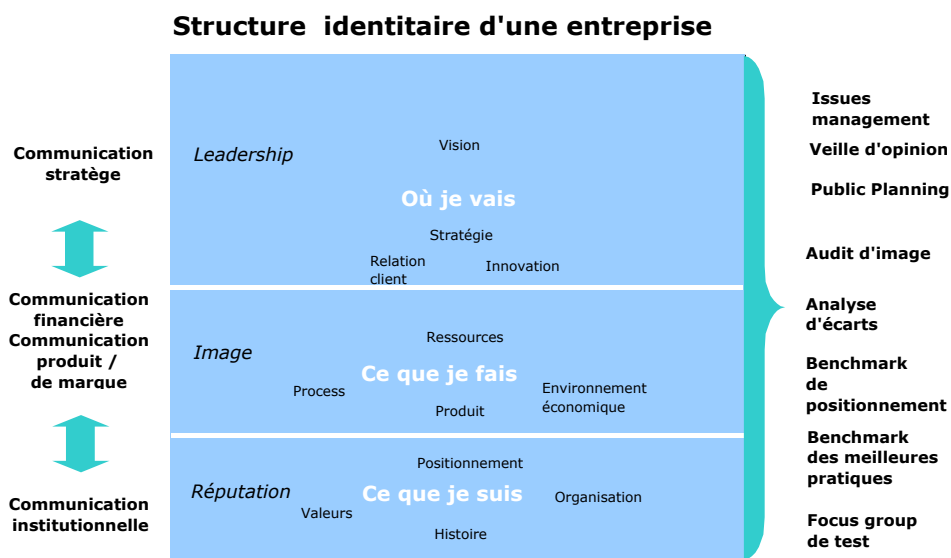 Structure identitaire d'une entreprise
Communication
stratège
Communication
financière
Communication
produit /
de marque
Communication
institutionnelle
Leadership
Vision
Où je vais
Stratégie
Relation
client
Innovation
Image
Ressources
Ce que je fais
Process
Environnement
économique
Produit
Réputation
Positionnement
Ce que je suis
Organisation
Valeurs
Histoire
Issues
management
Veille d'opinion
Public Planning
Audit d'image
Analyse
d'écarts
Benchmark
de
positionnement
Benchmark
des meilleures
pratiques
Focus group
de test